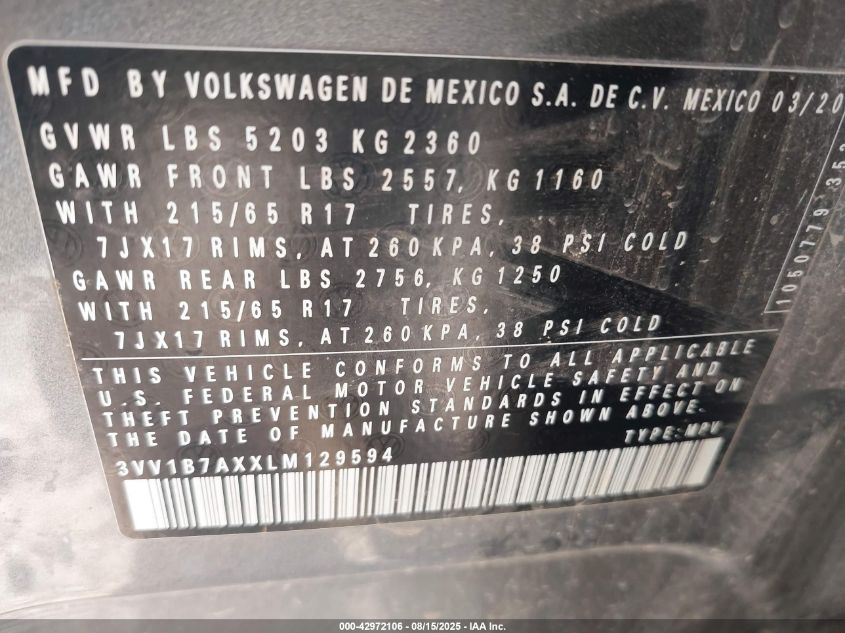 MFD BY VOLKSWAGEN DE MEXICO S.A. DE C.V. MEXICO 03/20
GVWR LBS 5203 KG 2360
GAWR FRONT LBS 2557, KG 1160
WITH 215/65 R17 TIRES,
7JX17 RIMS, AT 260 KPA, 38 PSI COLD
GAWR REAR LBS 2756, KG 1250
WITH 215/65 R17 TIRES,
7JX17 RIMS, AT 260 KPA, 38 PSI COLD
THIS VEHICLE CONFORMS TO ALL APPLICABLE
U.S. FEDERAL MOTOR VEHICLE SAFETY AND
THEFT PREVENTION STANDARDS IN EFFECT ON
THE DATE OF MANUFACTURE SHOWN ABOVE.
TYPE: MPV
3VV1B7AXXLM129594
1050779
000-42972106 - 08/15/2025 - IAA Inc.